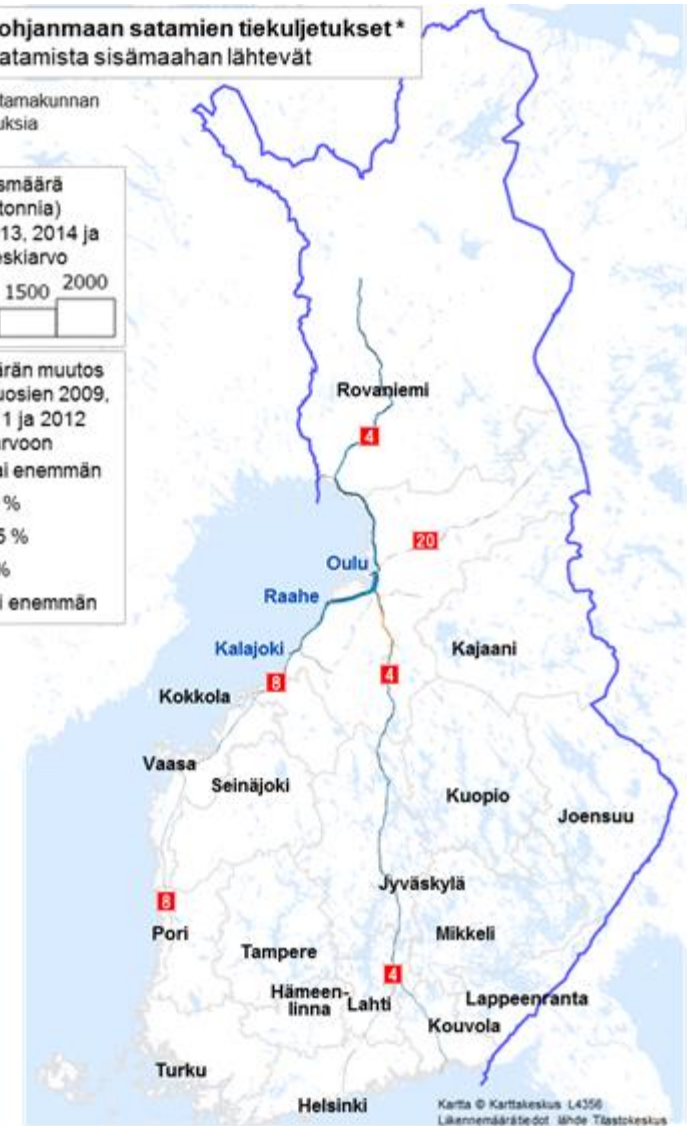 ohjanmaan satamien tiekuljetukset *
atamista sisämaahan lähtevät
tamakunnan
uksia
smäärä
tonnia)
13, 2014 ja
eskiarvo
1500 2000
ärän muutos
uosien 2009,
1 ja 2012
arvoon
ai enemmän
%
5 %
%
i enemmän
Rovaniemi
4
20
Oulu
Raahe
Kalajoki
Kajaani
8
4
Kokkola
Vaasa
Seinäjoki
Kuopio
Joensuu
Jyväskylä
8
Pori
Mikkeli
Tampere
4
Hämeen-
linna
Lahti
Lappeenranta
Kouvola
Turku
Helsinki
Kartta © Karttakeskus L4356
Liikennemäärätiedot lähde Tilastokeskus